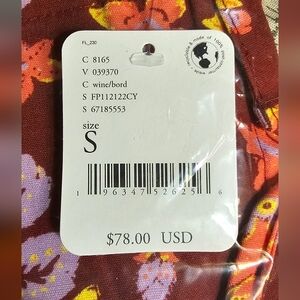 FL_230
C 8165
V 039370
C wine/bord
S FP112122CY
S 67185553
size
S
1 96347 52625 6
$78.00 USD